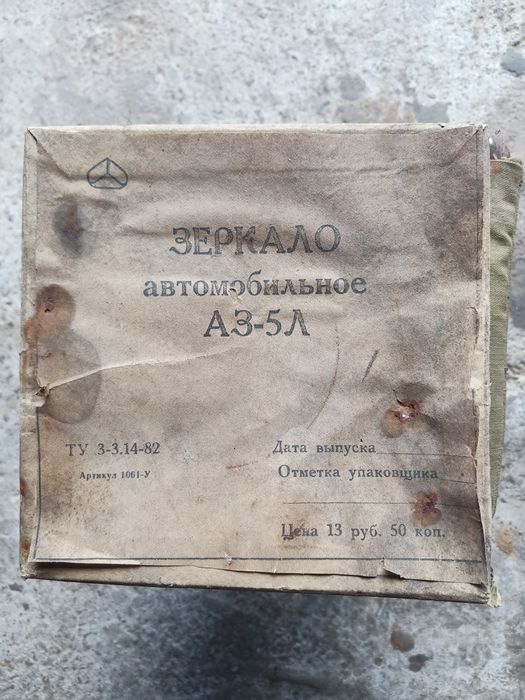 ЗЕРКАЛО
автомобильное
АЗ-5Л
ТУ 3-3.14-82
Артикул 1061-У
Дата выпуска
Отметка упаковщика
Цена 13 руб. 50 коп.